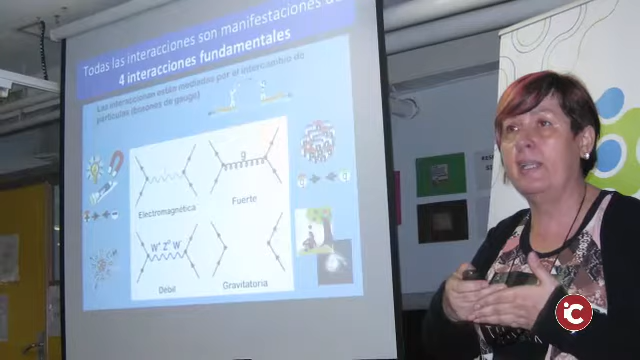 Todas las interacciones son manifestaciones de
4 interacciones fundamentales
Las interacciones están mediadas por el intercambio de
partículas (bosones de gauge)
g
Electromagnética
Fuerte
W⁺ Z⁰ W⁻
Débil
Gravitatoria
iC